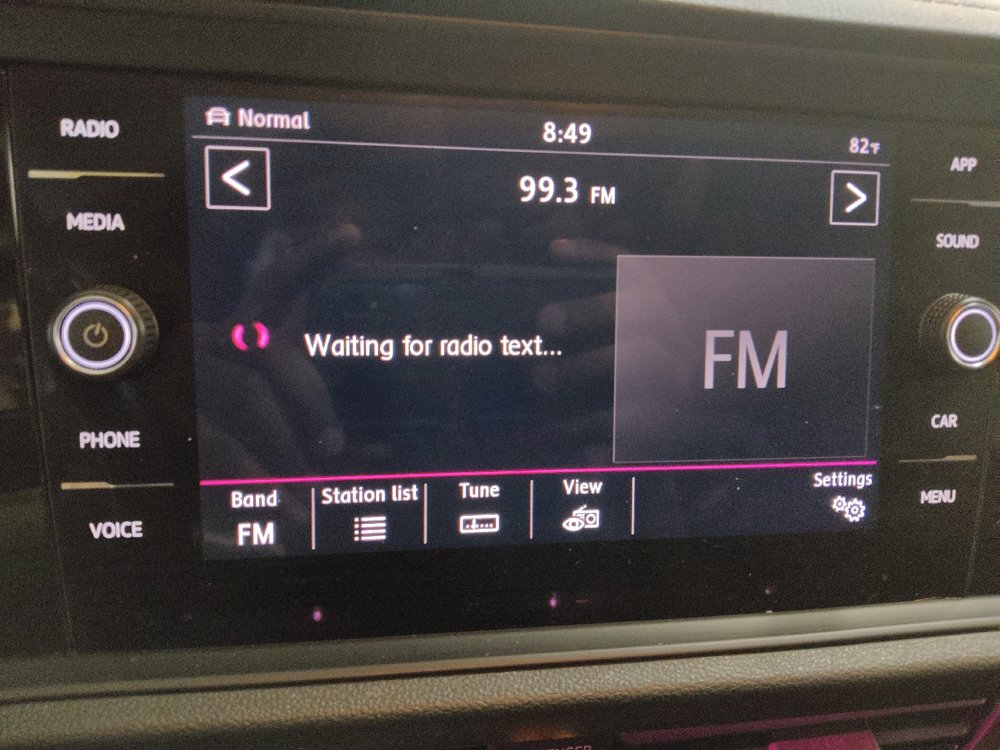 RADIO
MEDIA
PHONE
VOICE
Normal
8:49
82°F
<
99.3 FM
>
Waiting for radio text...
FM
Band
FM
Station list
Tune
View
Settings
APP
SOUND
CAR
MENU